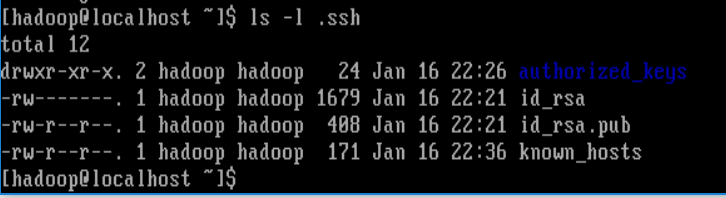 [hadoop@localhost ~]$ ls -l .ssh
total 12
drwxr-xr-x. 2 hadoop hadoop   24 Jan 16 22:26 authorized_keys
-rw-------. 1 hadoop hadoop 1679 Jan 16 22:21 id_rsa
-rw-r--r--. 1 hadoop hadoop  408 Jan 16 22:21 id_rsa.pub
-rw-r--r--. 1 hadoop hadoop  171 Jan 16 22:36 known_hosts
[hadoop@localhost ~]$